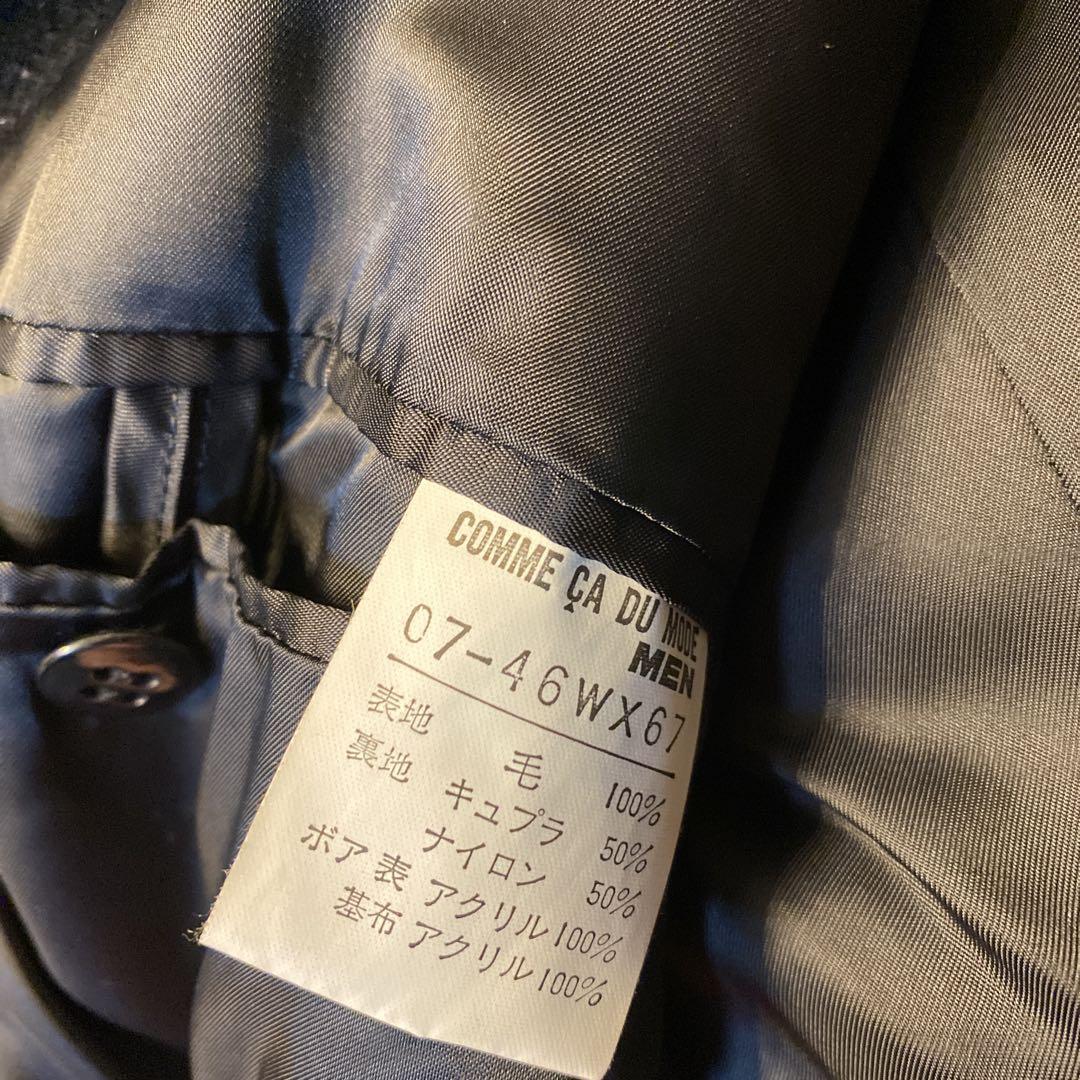 COMME ÇA DU MODE
MEN
07-46WX67
表地 毛 100%
裏地 キュプラ 50%
ナイロン 50%
ボア表 アクリル100%
基布 アクリル100%